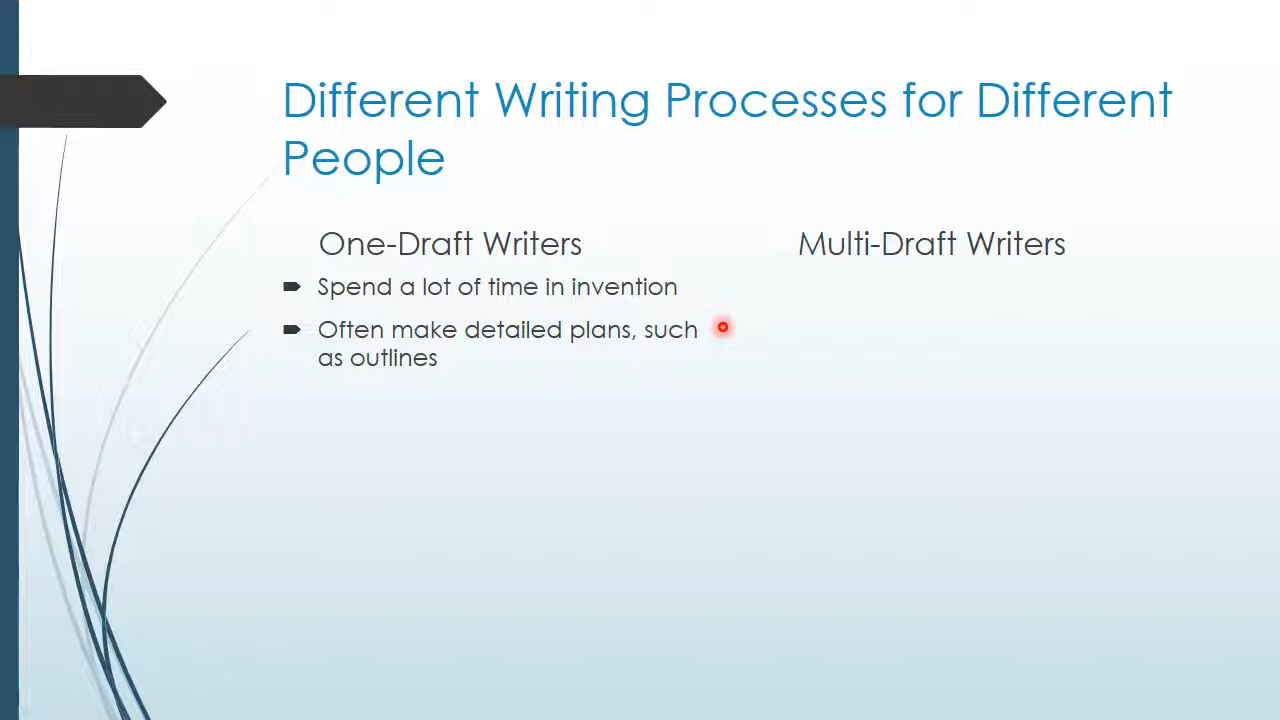 Different Writing Processes for Different
People
One-Draft Writers
Spend a lot of time in invention
Often make detailed plans, such
as outlines
Multi-Draft Writers